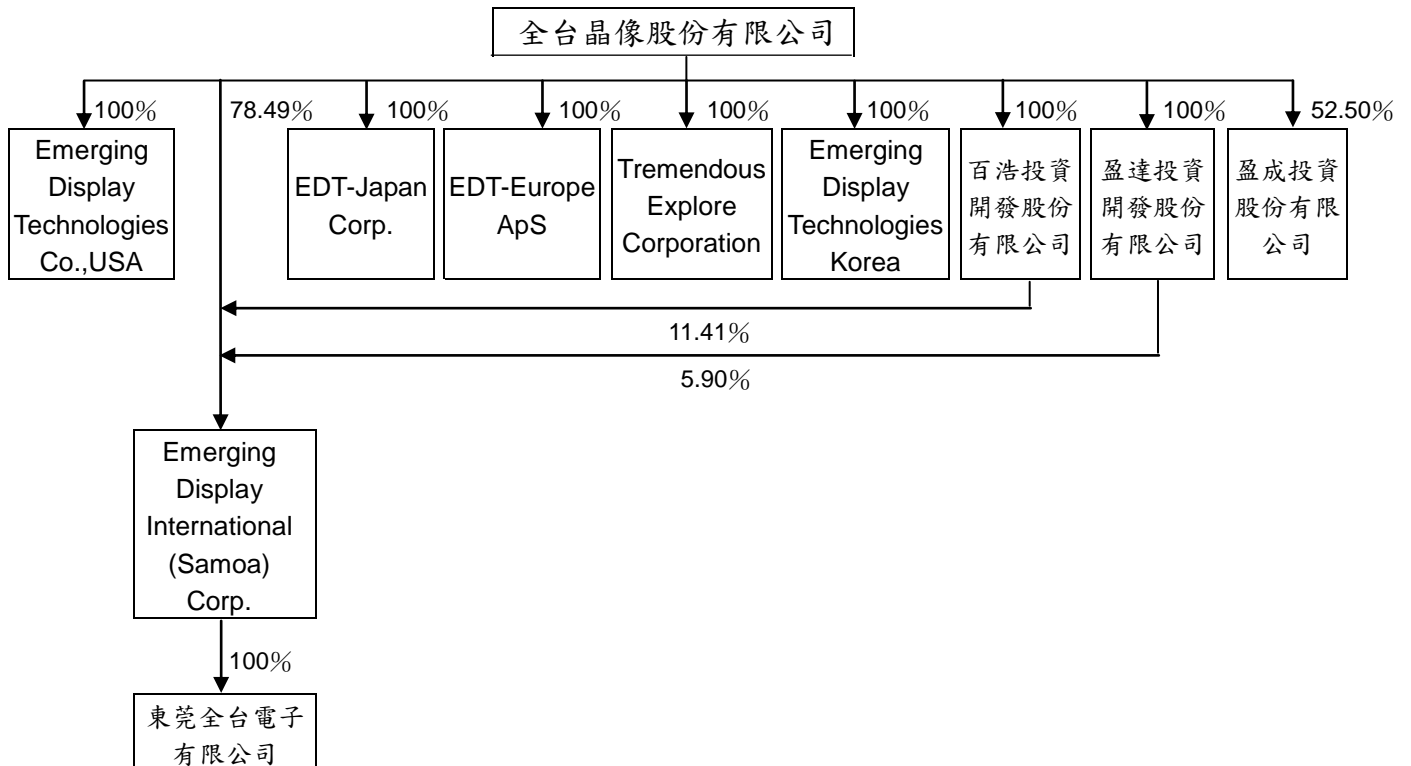 全台晶像股份有限公司
100%
78.49%
100%
100%
100%
100%
100%
100%
52.50%
Emerging
Display
Technologies
Co.,USA
EDT-Japan
Corp.
EDT-Europe
ApS
Tremendous
Explore
Corporation
Emerging
Display
Technologies
Korea
百浩投資
開發股份
有限公司
盈達投資
開發股份
有限公司
盈成投資
股份有限
公司
11.41%
5.90%
Emerging
Display
International
(Samoa)
Corp.
100%
東莞全台電子
有限公司